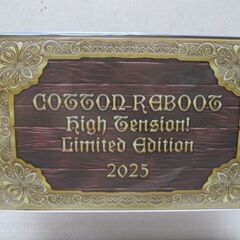 COTTON REBOOT
High Tension!
Limited Edition
2025